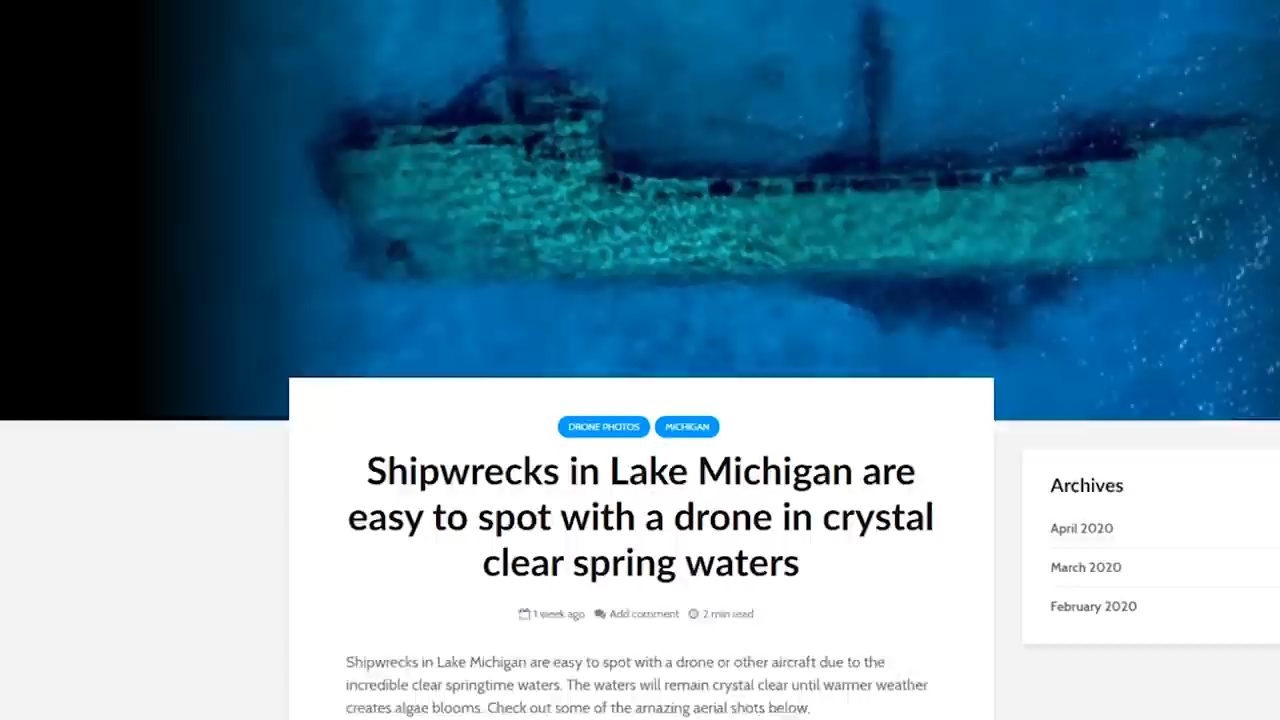 DRONE PHOTOS MICHIGAN
Shipwrecks in Lake Michigan are
easy to spot with a drone in crystal
clear spring waters
1 week ago Add comment 2 min read
Shipwrecks in Lake Michigan are easy to spot with a drone or other aircraft due to the
incredible clear springtime waters. The waters will remain crystal clear until warmer weather
creates algae blooms. Check out some of the amazing aerial shots below.
Archives
April 2020
March 2020
February 2020